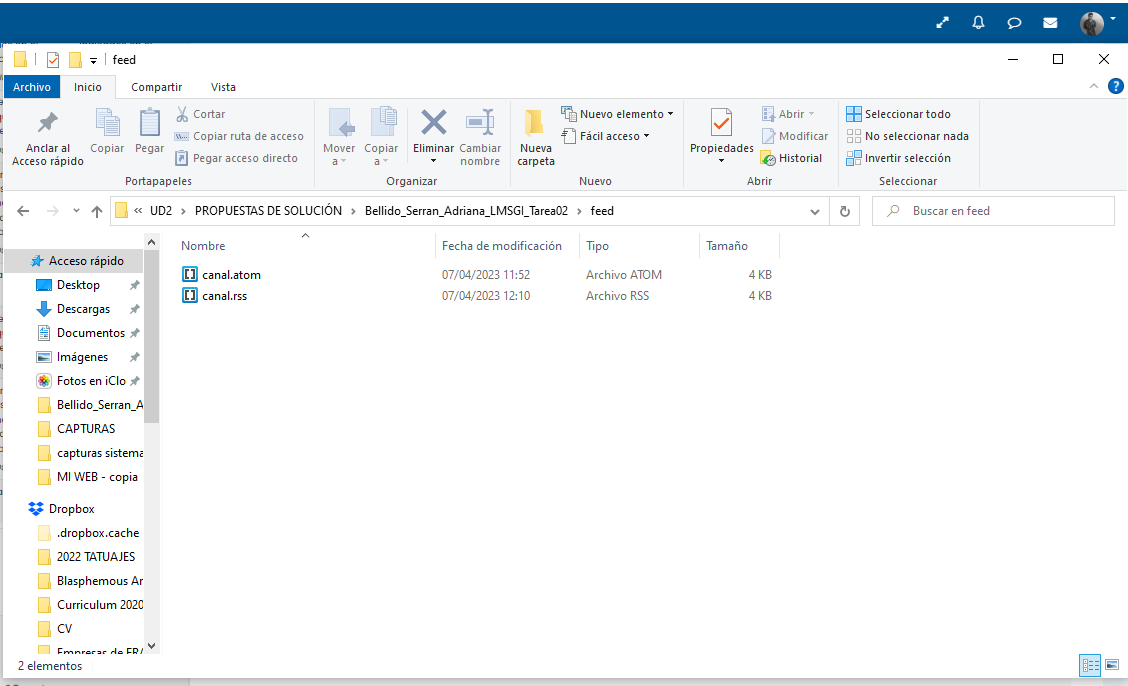 feed
Archivo Inicio Compartir Vista
Anclar al Acceso rápido
Copiar
Pegar
Cortar
Copiar ruta de acceso
Pegar acceso directo
Portapapeles
Mover a
Copiar a
Eliminar
Cambiar nombre
Organizar
Nueva carpeta
Nuevo elemento
Fácil acceso
Nuevo
Propiedades
Abrir
Modificar
Historial
Abrir
Seleccionar todo
No seleccionar nada
Invertir selección
Seleccionar
« UD2 > PROPUESTAS DE SOLUCIÓN > Bellido_Serran_Adriana_LMSGI_Tarea02 > feed
Buscar en feed
Nombre Fecha de modificación Tipo Tamaño
canal.atom 07/04/2023 11:52 Archivo ATOM 4 KB
canal.rss 07/04/2023 12:10 Archivo RSS 4 KB
Acceso rápido
Desktop
Descargas
Documentos
Imágenes
Fotos en iClo
Bellido_Serran_A
CAPTURAS
capturas sistema
MI WEB - copia
Dropbox
.dropbox.cache
2022 TATUAJES
Blasphemous Ar
Curriculum 2020
CV
Empresas de FRA
2 elementos